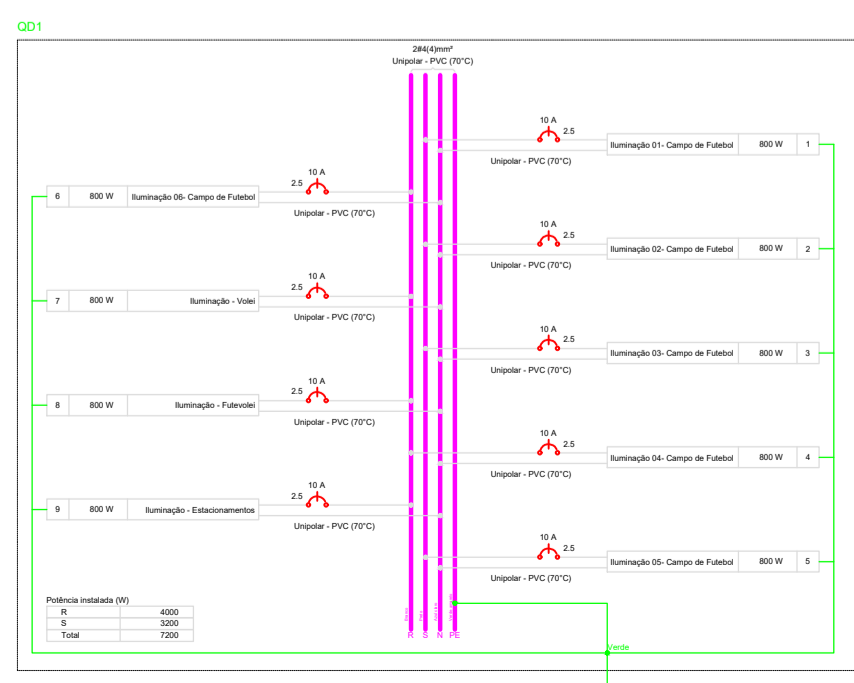 QD1
2#4(4)mm²
Unipolar - PVC (70°C)
10 A
2.5
Unipolar - PVC (70°C)
Iluminação 01- Campo de Futebol 800 W 1
10 A
2.5
6 800 W Iluminação 06- Campo de Futebol
Unipolar - PVC (70°C)
10 A
2.5
Unipolar - PVC (70°C)
Iluminação 02- Campo de Futebol 800 W 2
10 A
2.5
7 800 W Iluminação - Volei
Unipolar - PVC (70°C)
10 A
2.5
Unipolar - PVC (70°C)
Iluminação 03- Campo de Futebol 800 W 3
10 A
2.5
8 800 W Iluminação - Futevolei
Unipolar - PVC (70°C)
10 A
2.5
Unipolar - PVC (70°C)
Iluminação 04- Campo de Futebol 800 W 4
10 A
2.5
9 800 W Iluminação - Estacionamentos
Unipolar - PVC (70°C)
10 A
2.5
Unipolar - PVC (70°C)
Iluminação 05- Campo de Futebol 800 W 5
Potência instalada (W)
R 4000
S 3200
Total 7200
R S N PE
Verde